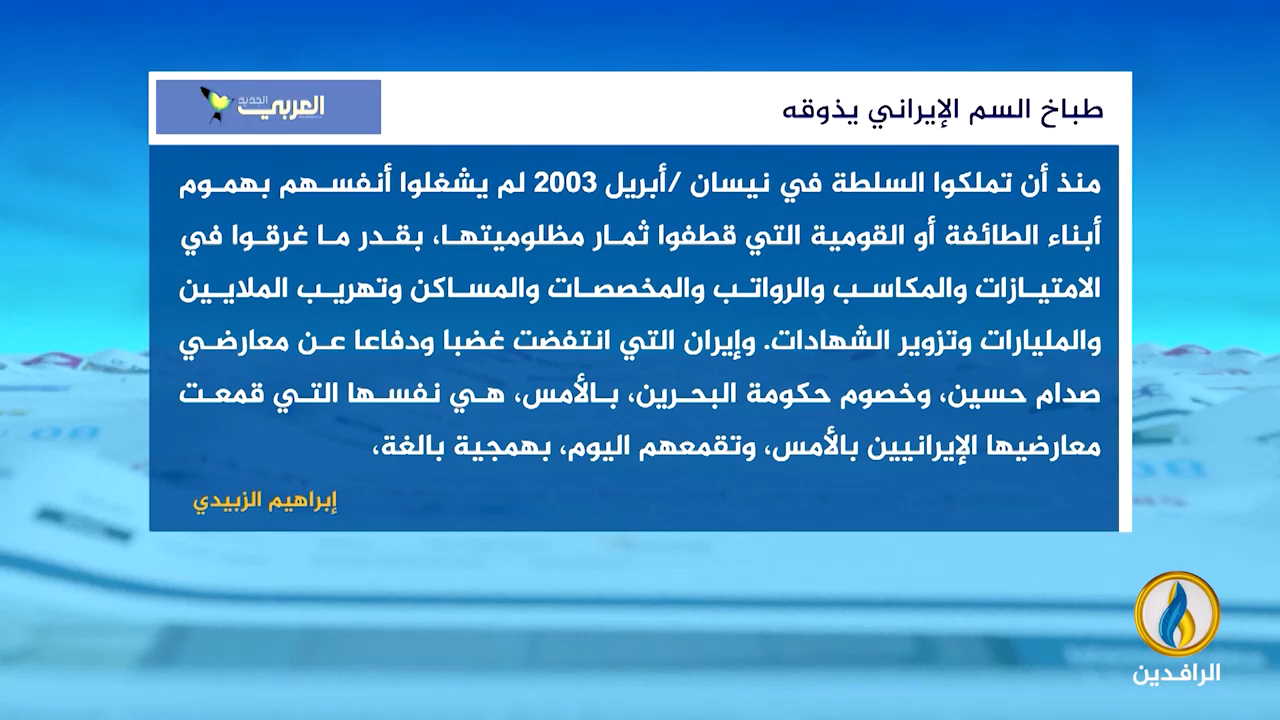 طباخ السم الإيراني يذوقه
العربي الجديد
منذ أن تملكوا السلطة في نيسان /أبريل 2003 لم يشغلوا أنفسهم بهموم
أبناء الطائفة أو القومية التي قطفوا ثمار مظلوميتها، بقدر ما غرقوا في
الامتيازات والمكاسب والرواتب والمخصصات والمساكن وتهريب الملايين
والمليارات وتزوير الشهادات. وإيران التي انتفضت غضبا ودفاعا عن معارضي
صدام حسين، وخصوم حكومة البحرين، بالأمس، هي نفسها التي قمعت
معارضيها الإيرانيين بالأمس، وتقمعهم اليوم، بهمجية بالغة،
إبراهيم الزبيدي
الرافدين